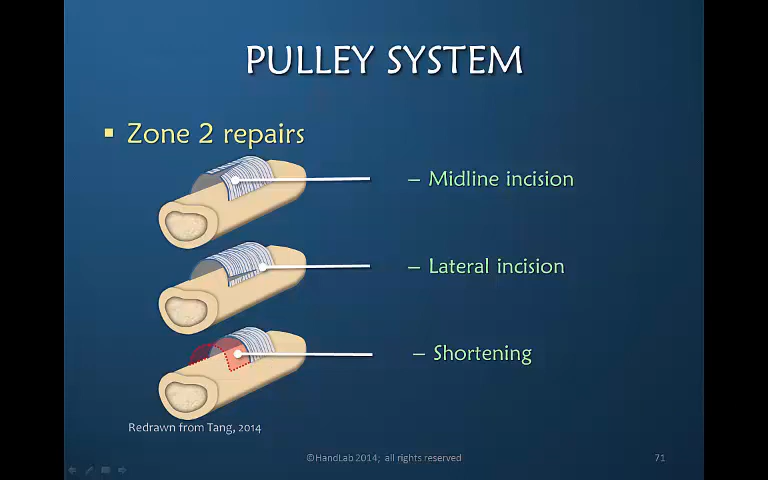 PULLEY SYSTEM
▪ Zone 2 repairs
– Midline incision
– Lateral incision
– Shortening
Redrawn from Tang, 2014
©HandLab 2014; all rights reserved
71